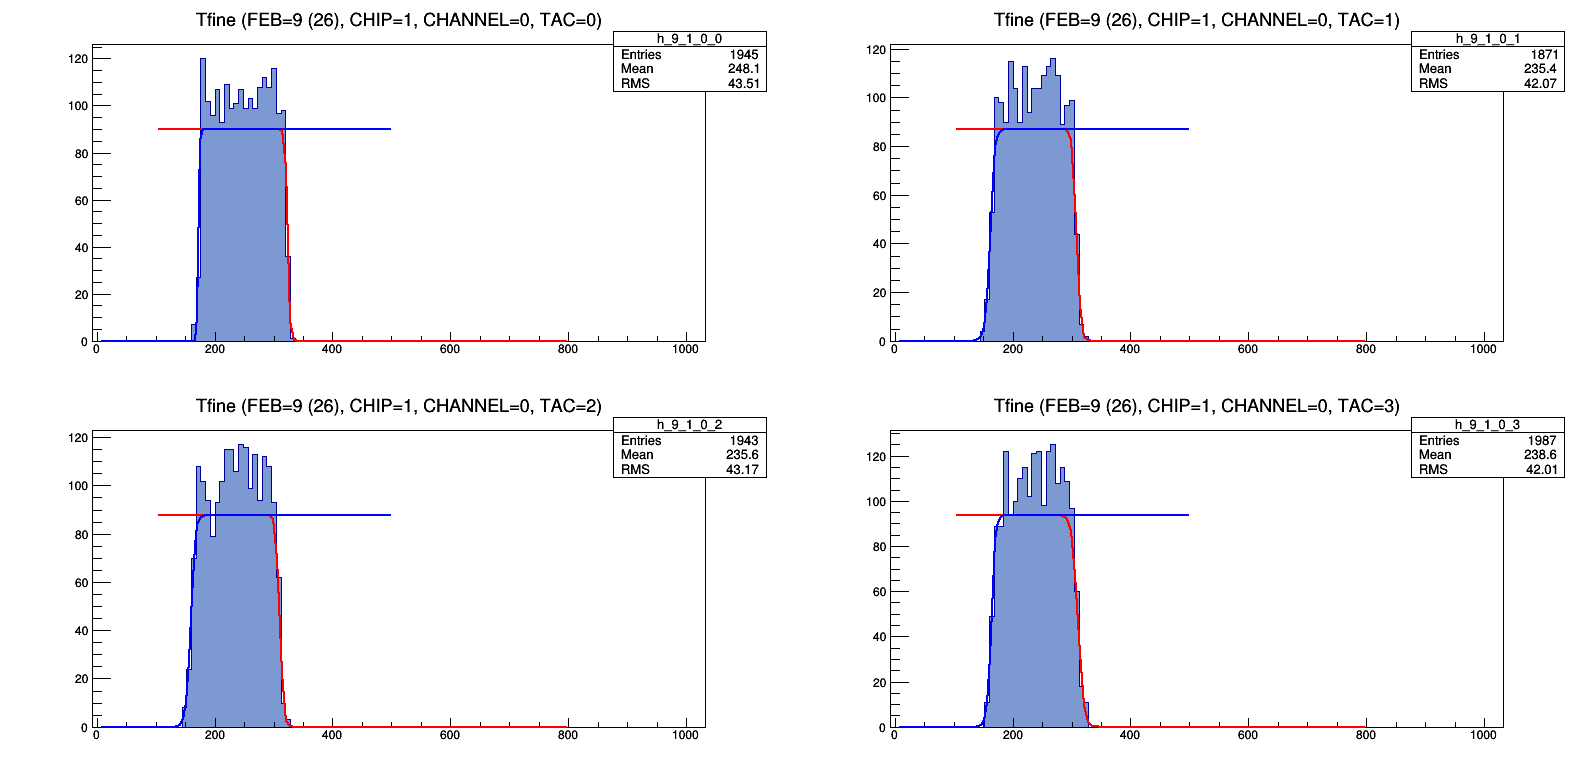 Tfine (FEB=9 (26), CHIP=1, CHANNEL=0, TAC=0)
h_9_1_0_0
Entries 1945
Mean 248.1
RMS 43.51
120
100
80
60
40
20
0
0 200 400 600 800 1000
Tfine (FEB=9 (26), CHIP=1, CHANNEL=0, TAC=1)
h_9_1_0_1
Entries 1871
Mean 235.4
RMS 42.07
120
100
80
60
40
20
0
0 200 400 600 800 1000
Tfine (FEB=9 (26), CHIP=1, CHANNEL=0, TAC=2)
h_9_1_0_2
Entries 1943
Mean 235.6
RMS 43.17
120
100
80
60
40
20
0
0 200 400 600 800 1000
Tfine (FEB=9 (26), CHIP=1, CHANNEL=0, TAC=3)
h_9_1_0_3
Entries 1987
Mean 238.6
RMS 42.01
120
100
80
60
40
20
0
0 200 400 600 800 1000